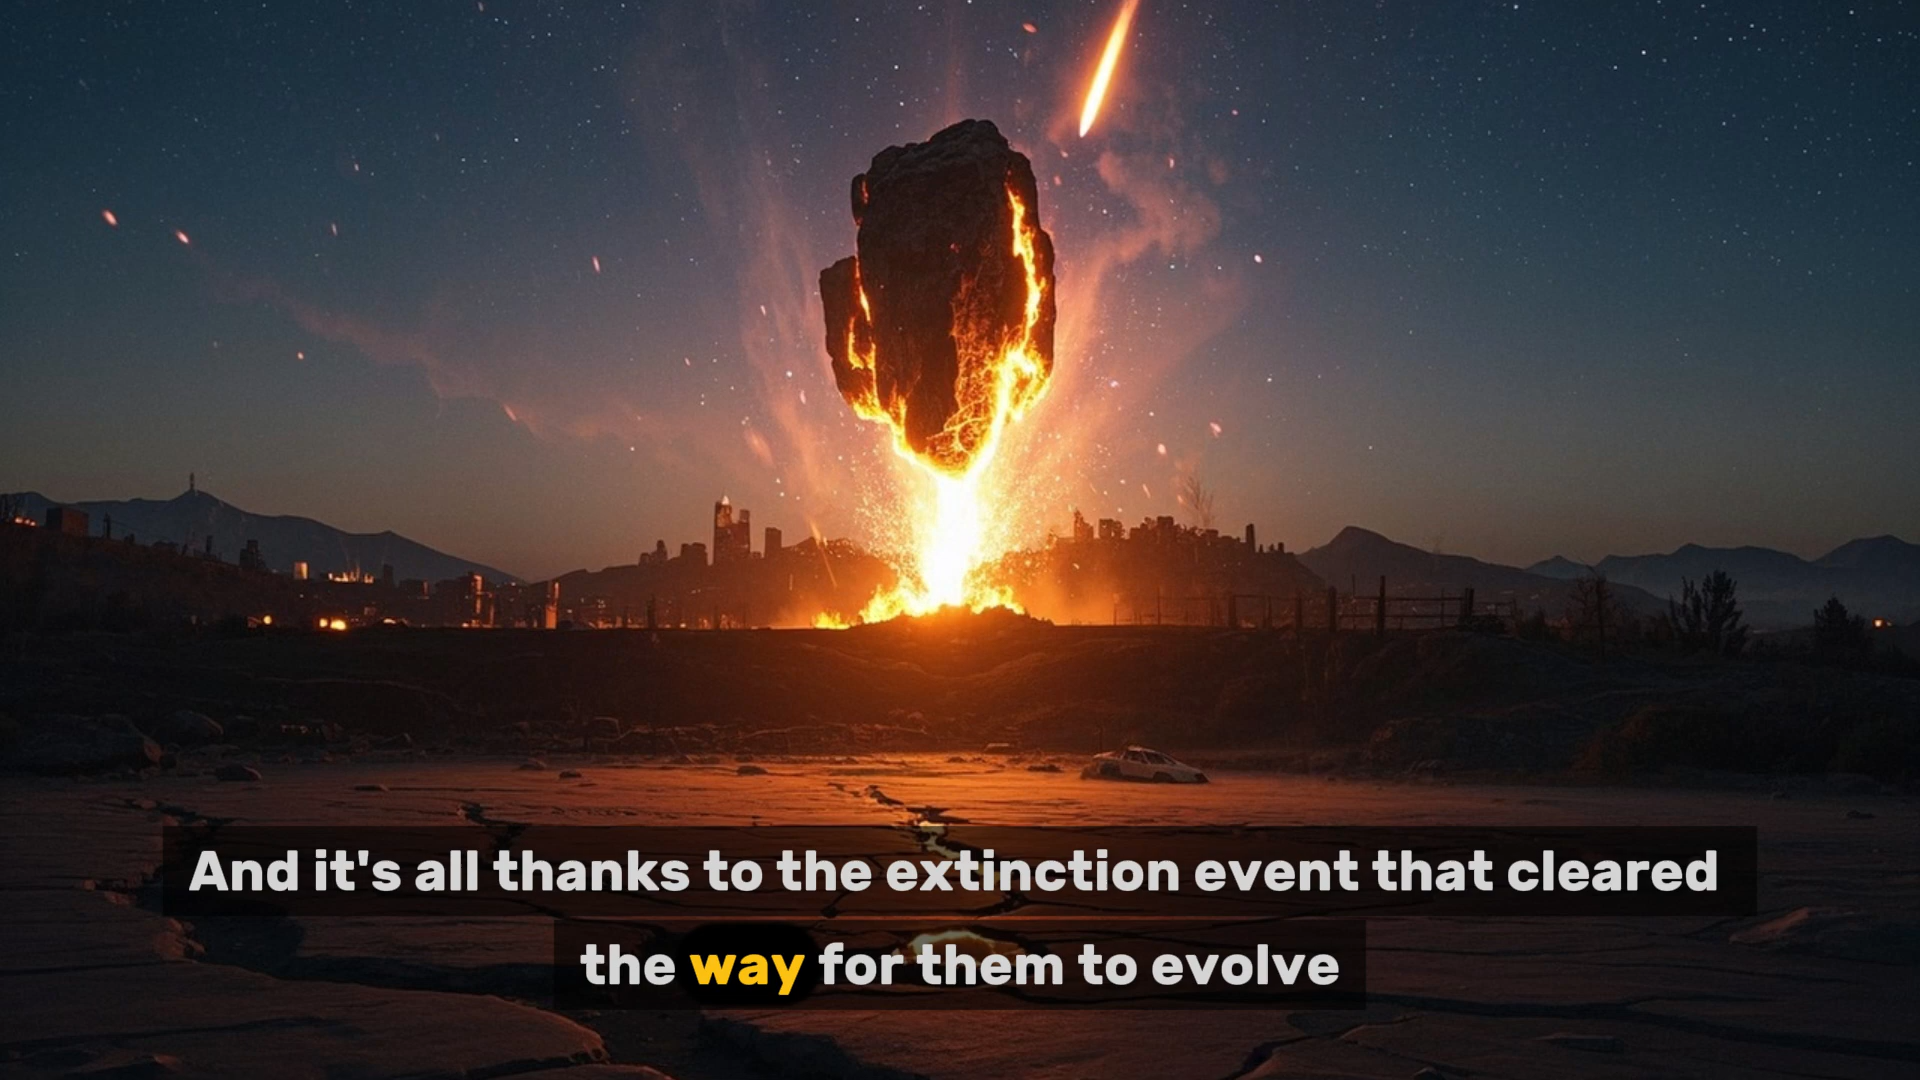 And it's all thanks to the extinction event that cleared
the way for them to evolve